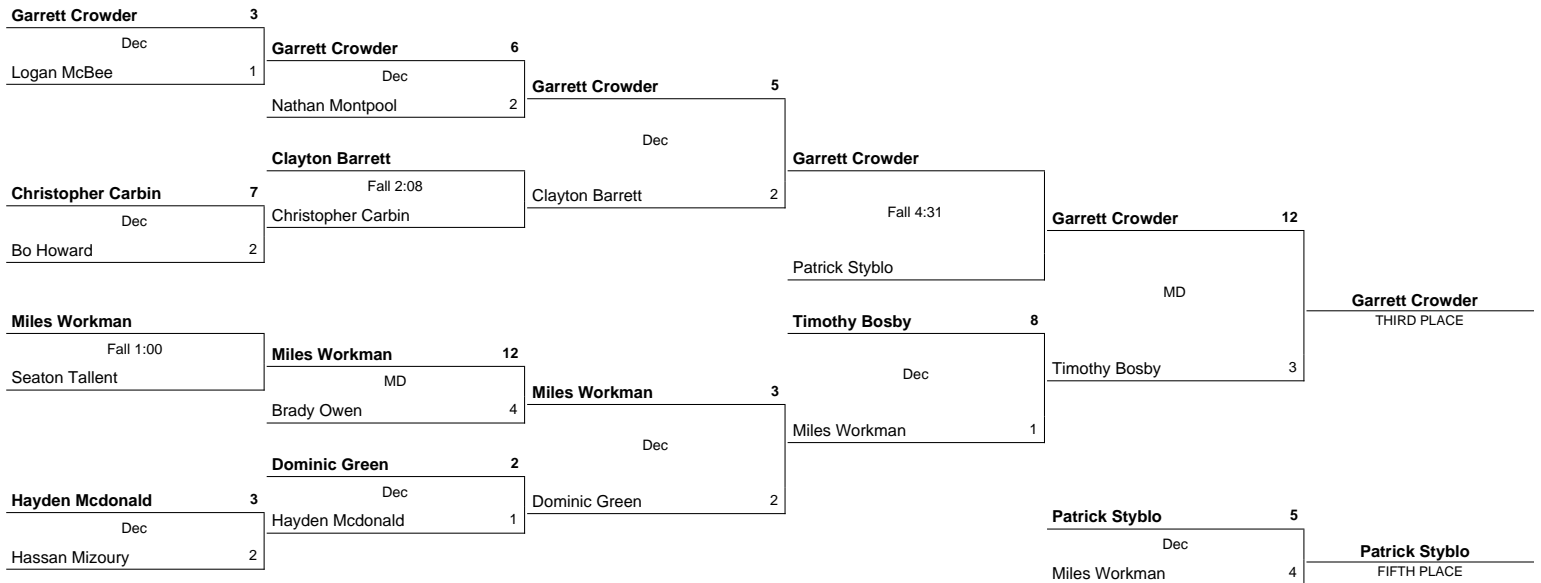 Garrett Crowder 3
Dec
Logan McBee 1
Christopher Carbin 7
Dec
Bo Howard 2
Miles Workman
Fall 1:00
Seaton Tallent
Hayden Mcdonald 3
Dec
Hassan Mizoury 2
Garrett Crowder 6
Dec
Nathan Montpool 2
Clayton Barrett
Fall 2:08
Christopher Carbin
Miles Workman 12
MD
Brady Owen 4
Dominic Green 2
Dec
Hayden Mcdonald 1
Garrett Crowder 5
Dec
Clayton Barrett 2
Miles Workman 3
Dec
Dominic Green 2
Garrett Crowder
Fall 4:31
Patrick Styblo
Timothy Bosby 8
Dec
Miles Workman 1
Garrett Crowder 12
MD
Timothy Bosby 3
Patrick Styblo 5
Dec
Miles Workman 4
Garrett Crowder
THIRD PLACE
Patrick Styblo
FIFTH PLACE